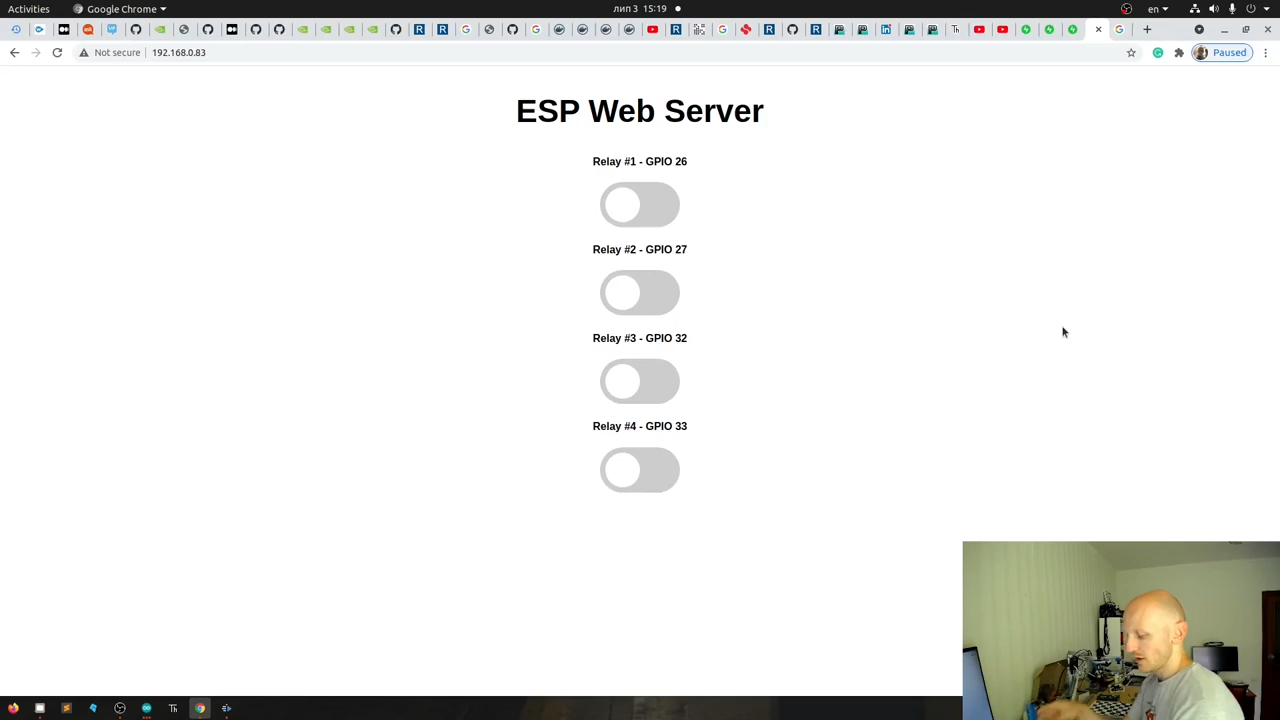 Activities
Google Chrome
лип 3 15:19
en
Not secure
192.168.0.83
Paused
ESP Web Server
Relay #1 - GPIO 26
Relay #2 - GPIO 27
Relay #3 - GPIO 32
Relay #4 - GPIO 33